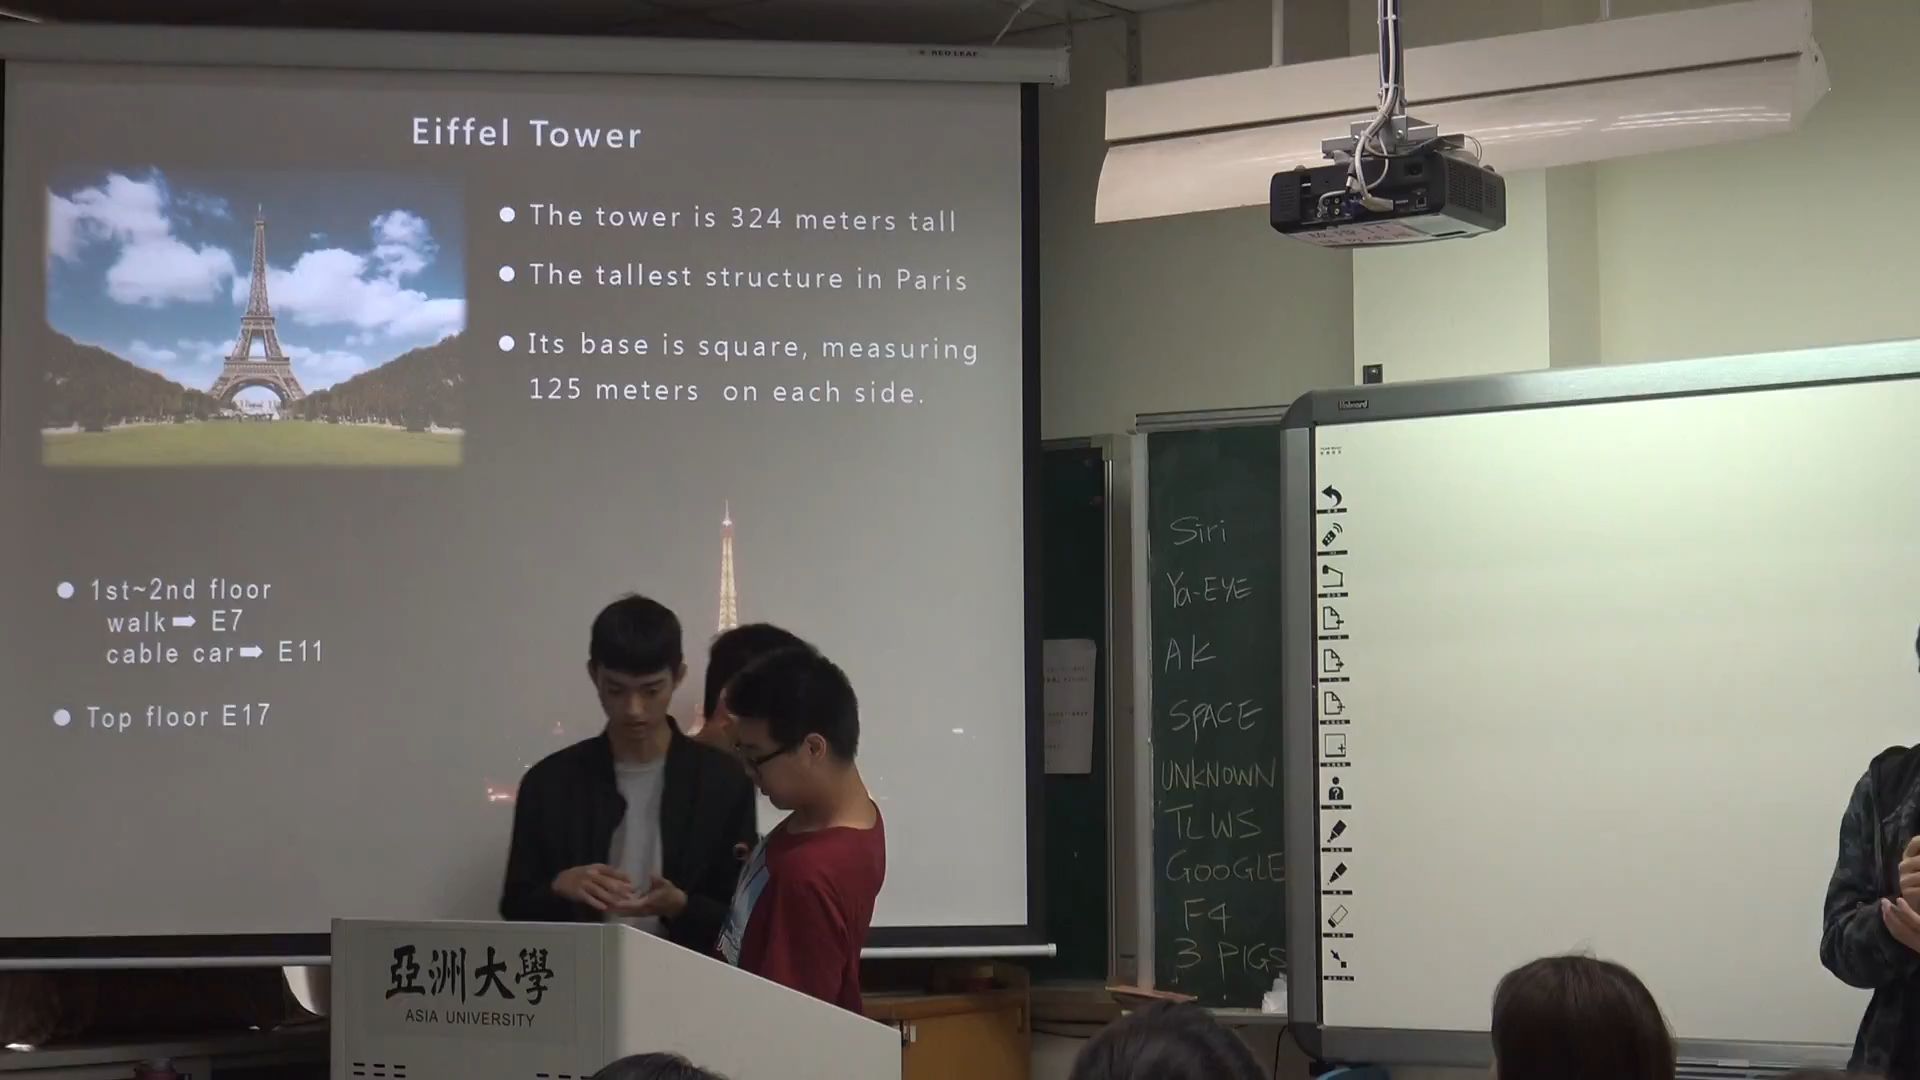 RED LEAF
Eiffel Tower
● The tower is 324 meters tall
● The tallest structure in Paris
● Its base is square, measuring
125 meters on each side.
● 1st~2nd floor
walk➡ E7
cable car➡ E11
● Top floor E17
Siri
Ya-EYE
AK
SPACE
UNKNOWN
TLWS
GOOGLE
F4
3 PIGS
亞洲大學
ASIA UNIVERSITY